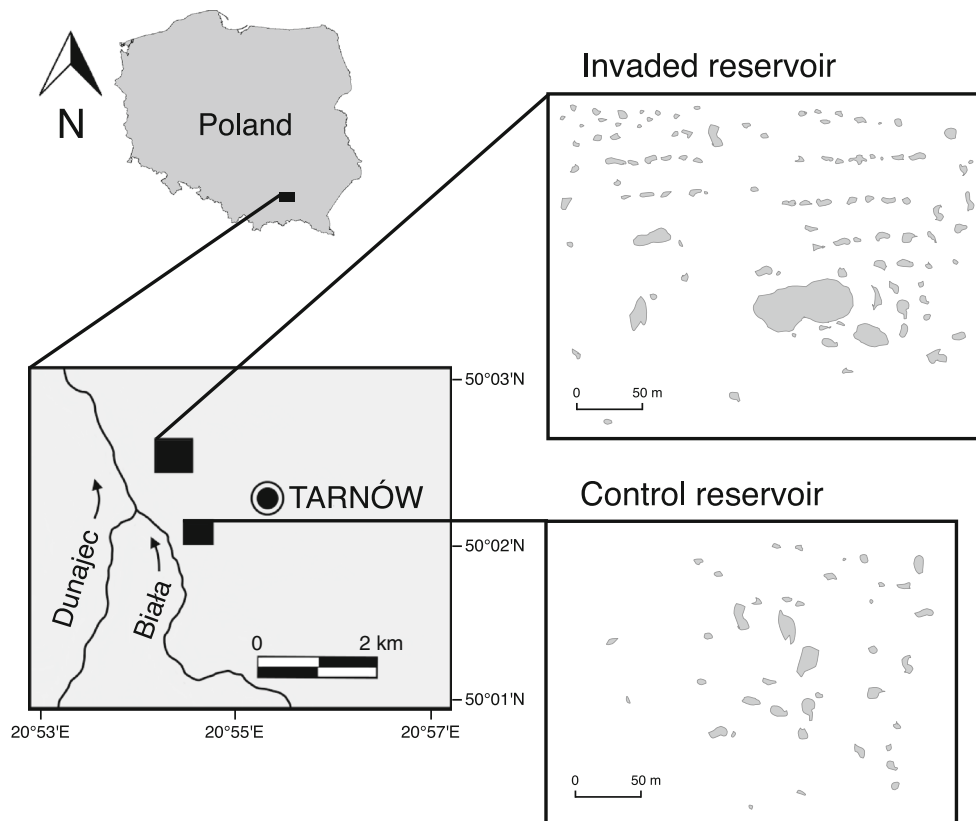 N
Poland
Invaded reservoir
0 50 m
50°03'N
TARNÓW
Dunajec
Biała
0 2 km
50°02'N
50°01'N
20°53'E 20°55'E 20°57'E
Control reservoir
0 50 m